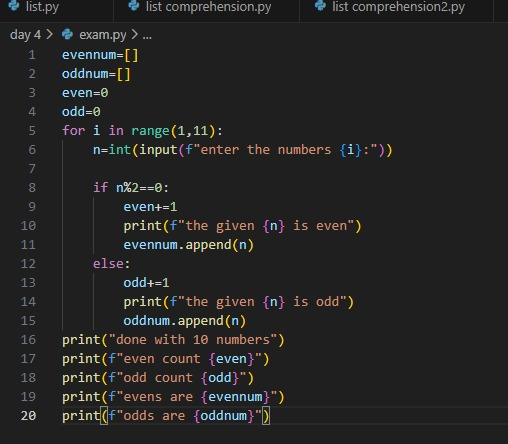 list.py list comprehension.py list comprehension2.py
day 4 > exam.py > ...
1 evennum=[]
2 oddnum=[]
3 even=0
4 odd=0
5 for i in range(1,11):
6     n=int(input(f"enter the numbers {i}:"))
7
8     if n%2==0:
9         even+=1
10         print(f"the given {n} is even")
11         evennum.append(n)
12     else:
13         odd+=1
14         print(f"the given {n} is odd")
15         oddnum.append(n)
16 print("done with 10 numbers")
17 print(f"even count {even}")
18 print(f"odd count {odd}")
19 print(f"evens are {evennum}")
20 print(f"odds are {oddnum}")